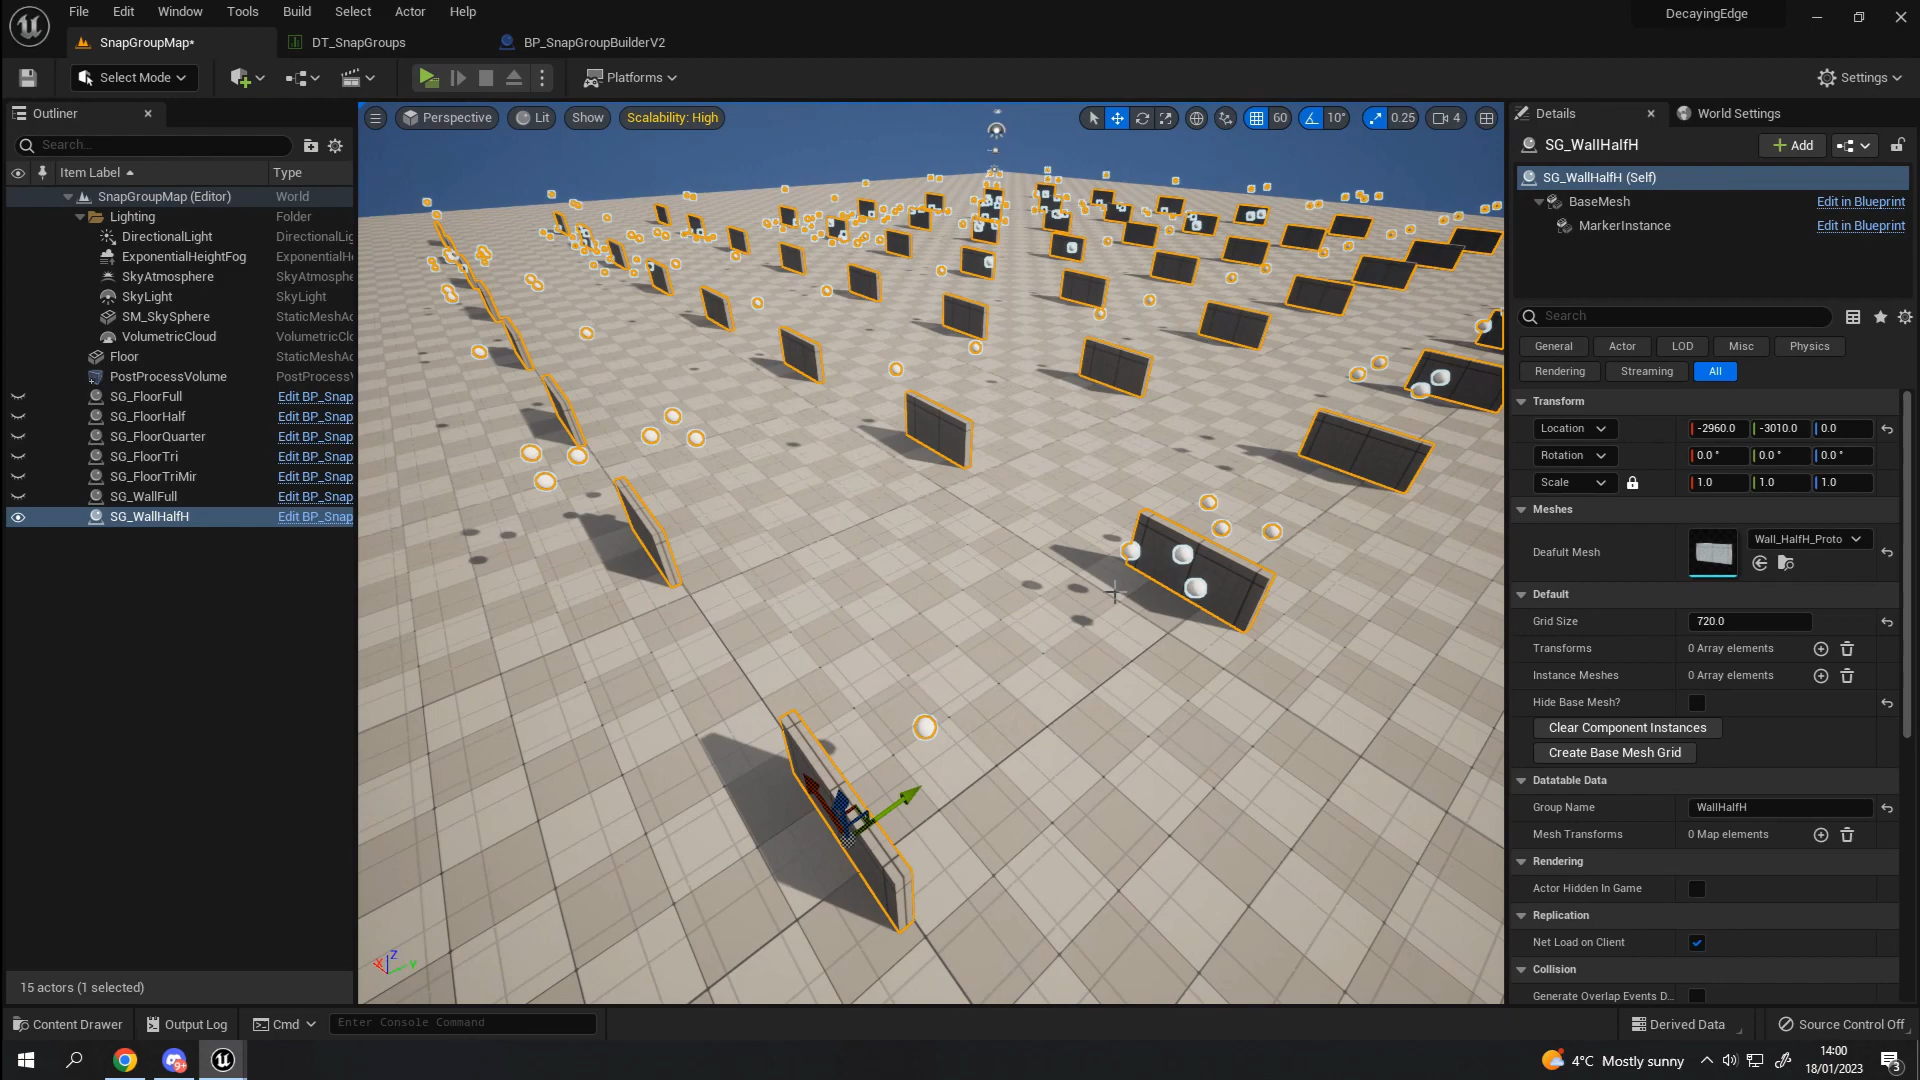 File Edit Window Tools Build Select Actor Help
DecayingEdge
SnapGroupMap*
DT_SnapGroups
BP_SnapGroupBuilderV2
Select Mode
Platforms
Settings
Outliner
Search...
Item Label
Type
SnapGroupMap (Editor) World
Lighting Folder
DirectionalLight DirectionalLig
ExponentialHeightFog ExponentialHe
SkyAtmosphere SkyAtmosphe
SkyLight SkyLight
SM_SkySphere StaticMeshAc
VolumetricCloud VolumetricClo
Floor StaticMeshAc
PostProcessVolume PostProcessV
SG_FloorFull Edit BP_Snap
SG_FloorHalf Edit BP_Snap
SG_FloorQuarter Edit BP_Snap
SG_FloorTri Edit BP_Snap
SG_FloorTriMir Edit BP_Snap
SG_WallFull Edit BP_Snap
SG_WallHalfH Edit BP_Snap
15 actors (1 selected)
Perspective Lit Show Scalability: High
60 10° 0.25 4
X Z Y
Details
World Settings
SG_WallHalfH
Add
SG_WallHalfH (Self)
BaseMesh Edit in Blueprint
MarkerInstance Edit in Blueprint
Search
General Actor LOD Misc Physics
Rendering Streaming All
Transform
Location -2960.0 -3010.0 0.0
Rotation 0.0 ° 0.0 ° 0.0 °
Scale 1.0 1.0 1.0
Meshes
Deafult Mesh
Wall_HalfH_Proto
Default
Grid Size 720.0
Transforms 0 Array elements
Instance Meshes 0 Array elements
Hide Base Mesh?
Clear Component Instances
Create Base Mesh Grid
Datatable Data
Group Name WallHalfH
Mesh Transforms 0 Map elements
Rendering
Actor Hidden In Game
Replication
Net Load on Client
Collision
Generate Overlap Events D...
Content Drawer Output Log Cmd Enter Console Command
Derived Data Source Control Off
9+
4°C Mostly sunny
14:00
18/01/2023
3